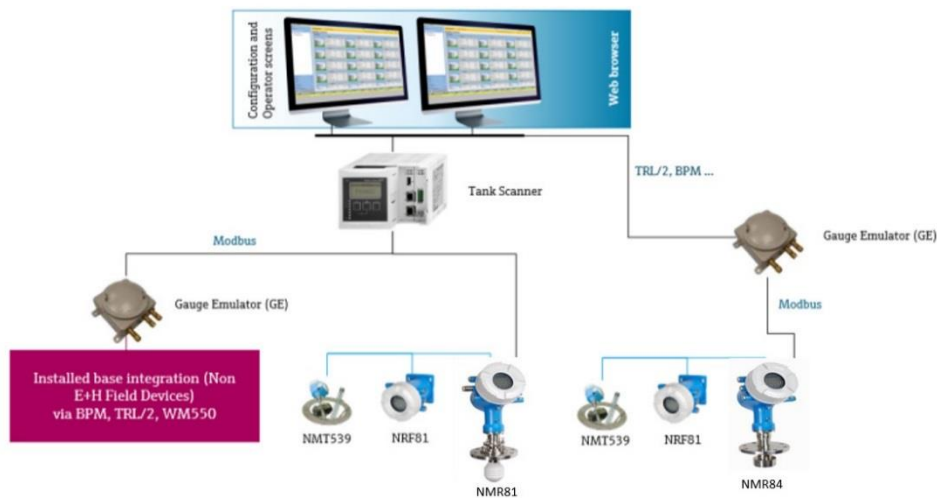 Configuration and
Operator screens
Web browser
Tank Scanner
TRL/2, BPM ...
Modbus
Gauge Emulator (GE)
Gauge Emulator (GE)
Modbus
Installed base integration (Non
E+H Field Devices)
via BPM, TRL/2, WM550
NMT539
NRF81
NMR81
NMT539
NRF81
NMR84